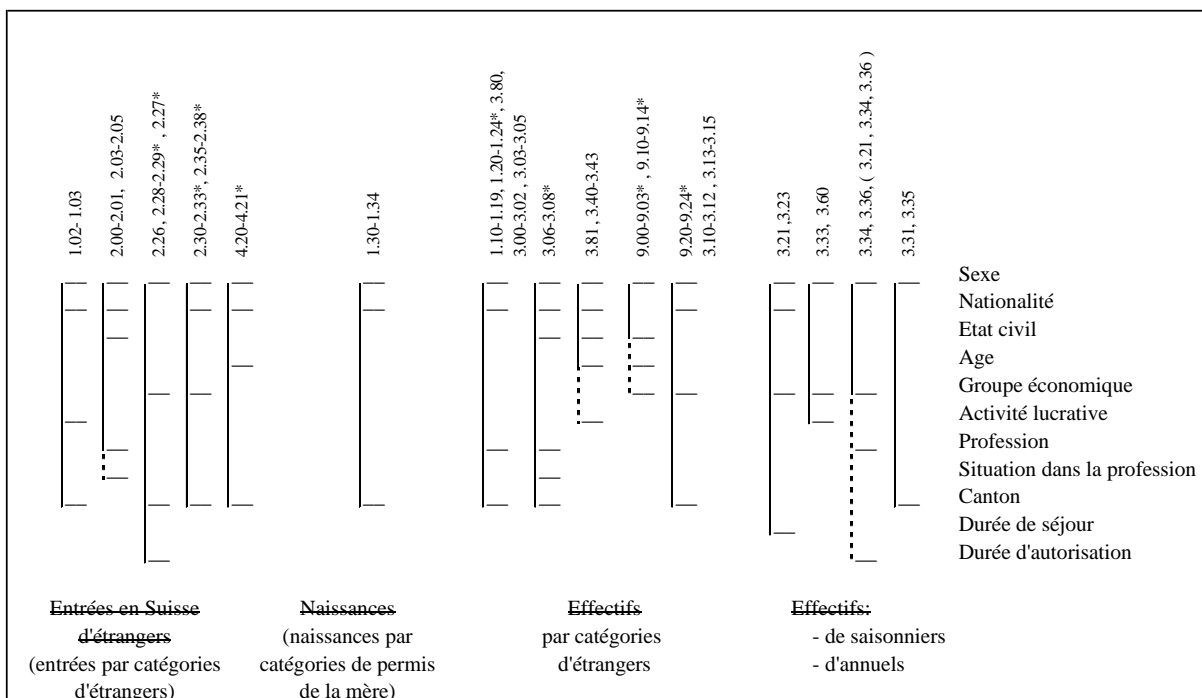 1.02- 1.03
2.00-2.01, 2.03-2.05
2.26 , 2.28-2.29* , 2.27*
2.30-2.33*, 2.35-2.38*
4.20-4.21*
1.30-1.34
1.10-1.19, 1.20-1.24*, 3.80,
3.00-3.02 , 3.03-3.05
3.06-3.08*
3.81 , 3.40-3.43
9.00-9.03* , 9.10-9.14*
9.20-9.24*
3.10-3.12 , 3.13-3.15
3.21 ,3.23
3.33, 3.60
3.34, 3.36, ( 3.21 , 3.34, 3.36 )
3.31, 3.35
Sexe
Nationalité
Etat civil
Age
Groupe économique
Activité lucrative
Profession
Situation dans la profession
Canton
Durée de séjour
Durée d'autorisation
Entrées en Suisse
d'étrangers
(entrées par catégories
d'étrangers)
Naissances
(naissances par
catégories de permis
de la mère)
Effectifs
par catégories
d'étrangers
Effectifs:
- de saisonniers
- d'annuels